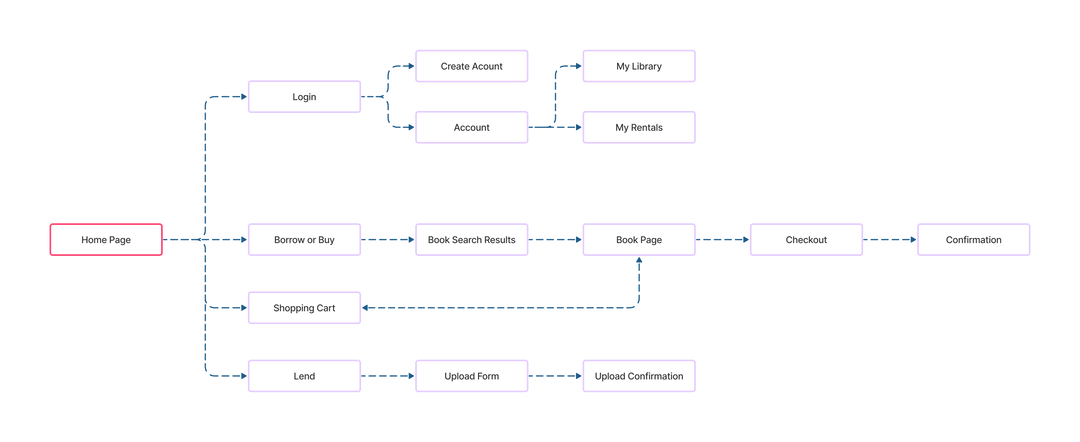 Create Acount
My Library
Login
Account
My Rentals
Home Page
Borrow or Buy
Book Search Results
Book Page
Checkout
Confirmation
Shopping Cart
Lend
Upload Form
Upload Confirmation